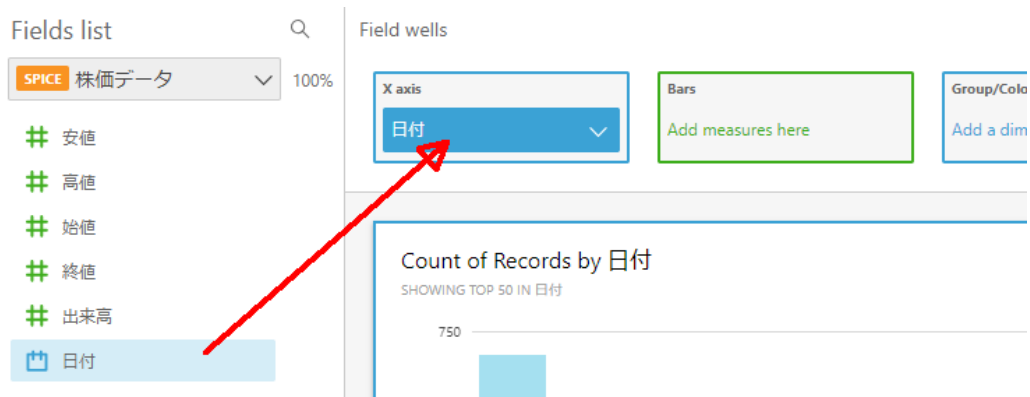 Fields list
SPICE 株価データ
100%
安値
高値
始値
終値
出来高
日付
Field wells
X axis
日付
Bars
Add measures here
Group/Colo
Add a dim
Count of Records by 日付
SHOWING TOP 50 IN 日付
750